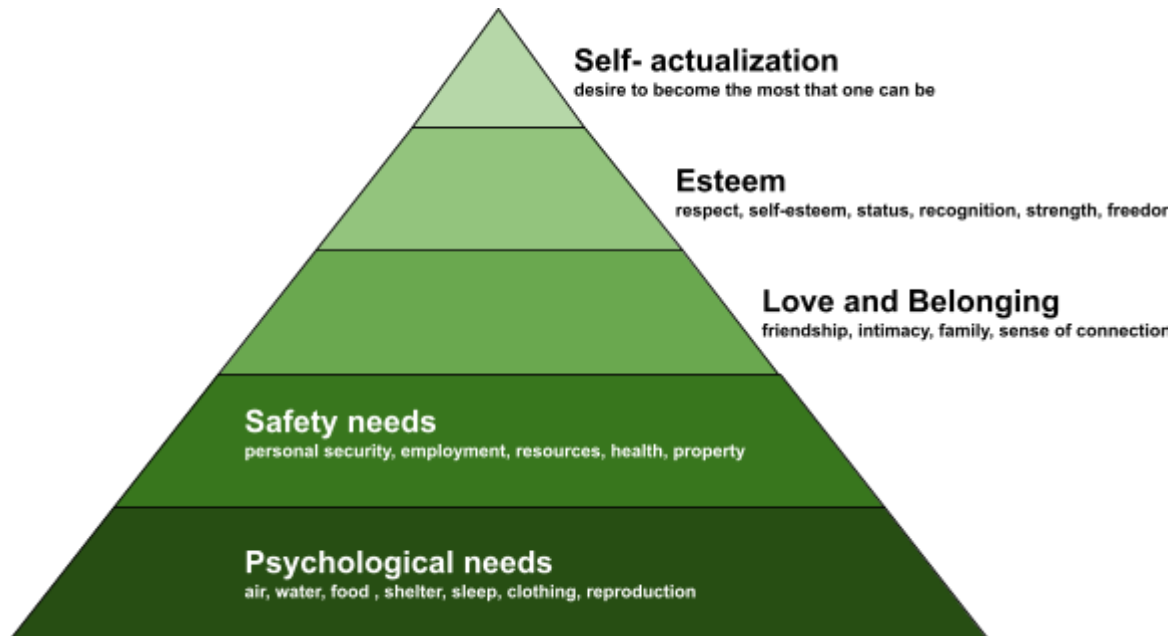 Self- actualization
desire to become the most that one can be
Esteem
respect, self-esteem, status, recognition, strength, freedom
Love and Belonging
friendship, intimacy, family, sense of connection
Safety needs
personal security, employment, resources, health, property
Psychological needs
air, water, food , shelter, sleep, clothing, reproduction